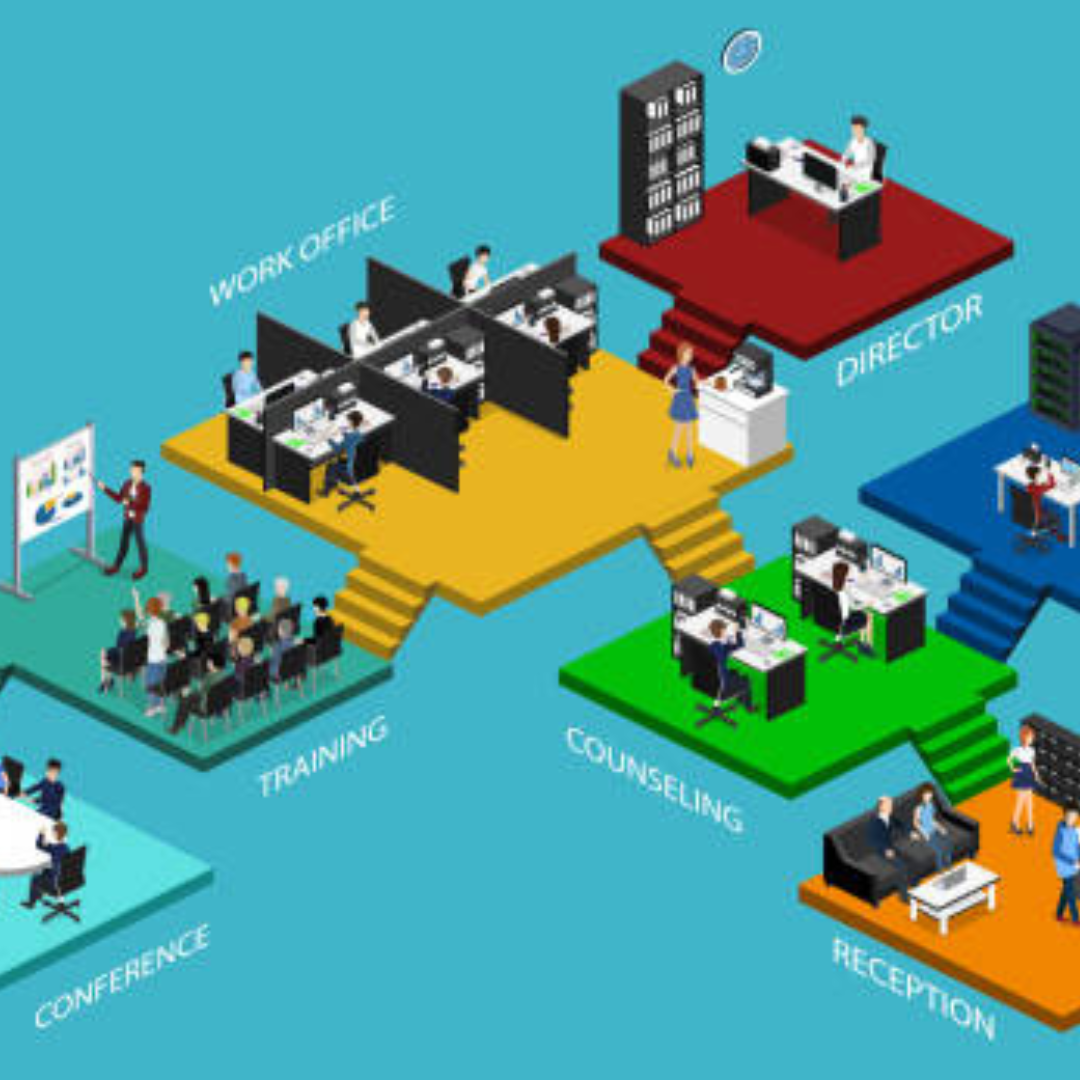 WORK OFFICE
DIRECTOR
TRAINING
COUNSELING
CONFERENCE
RECEPTION